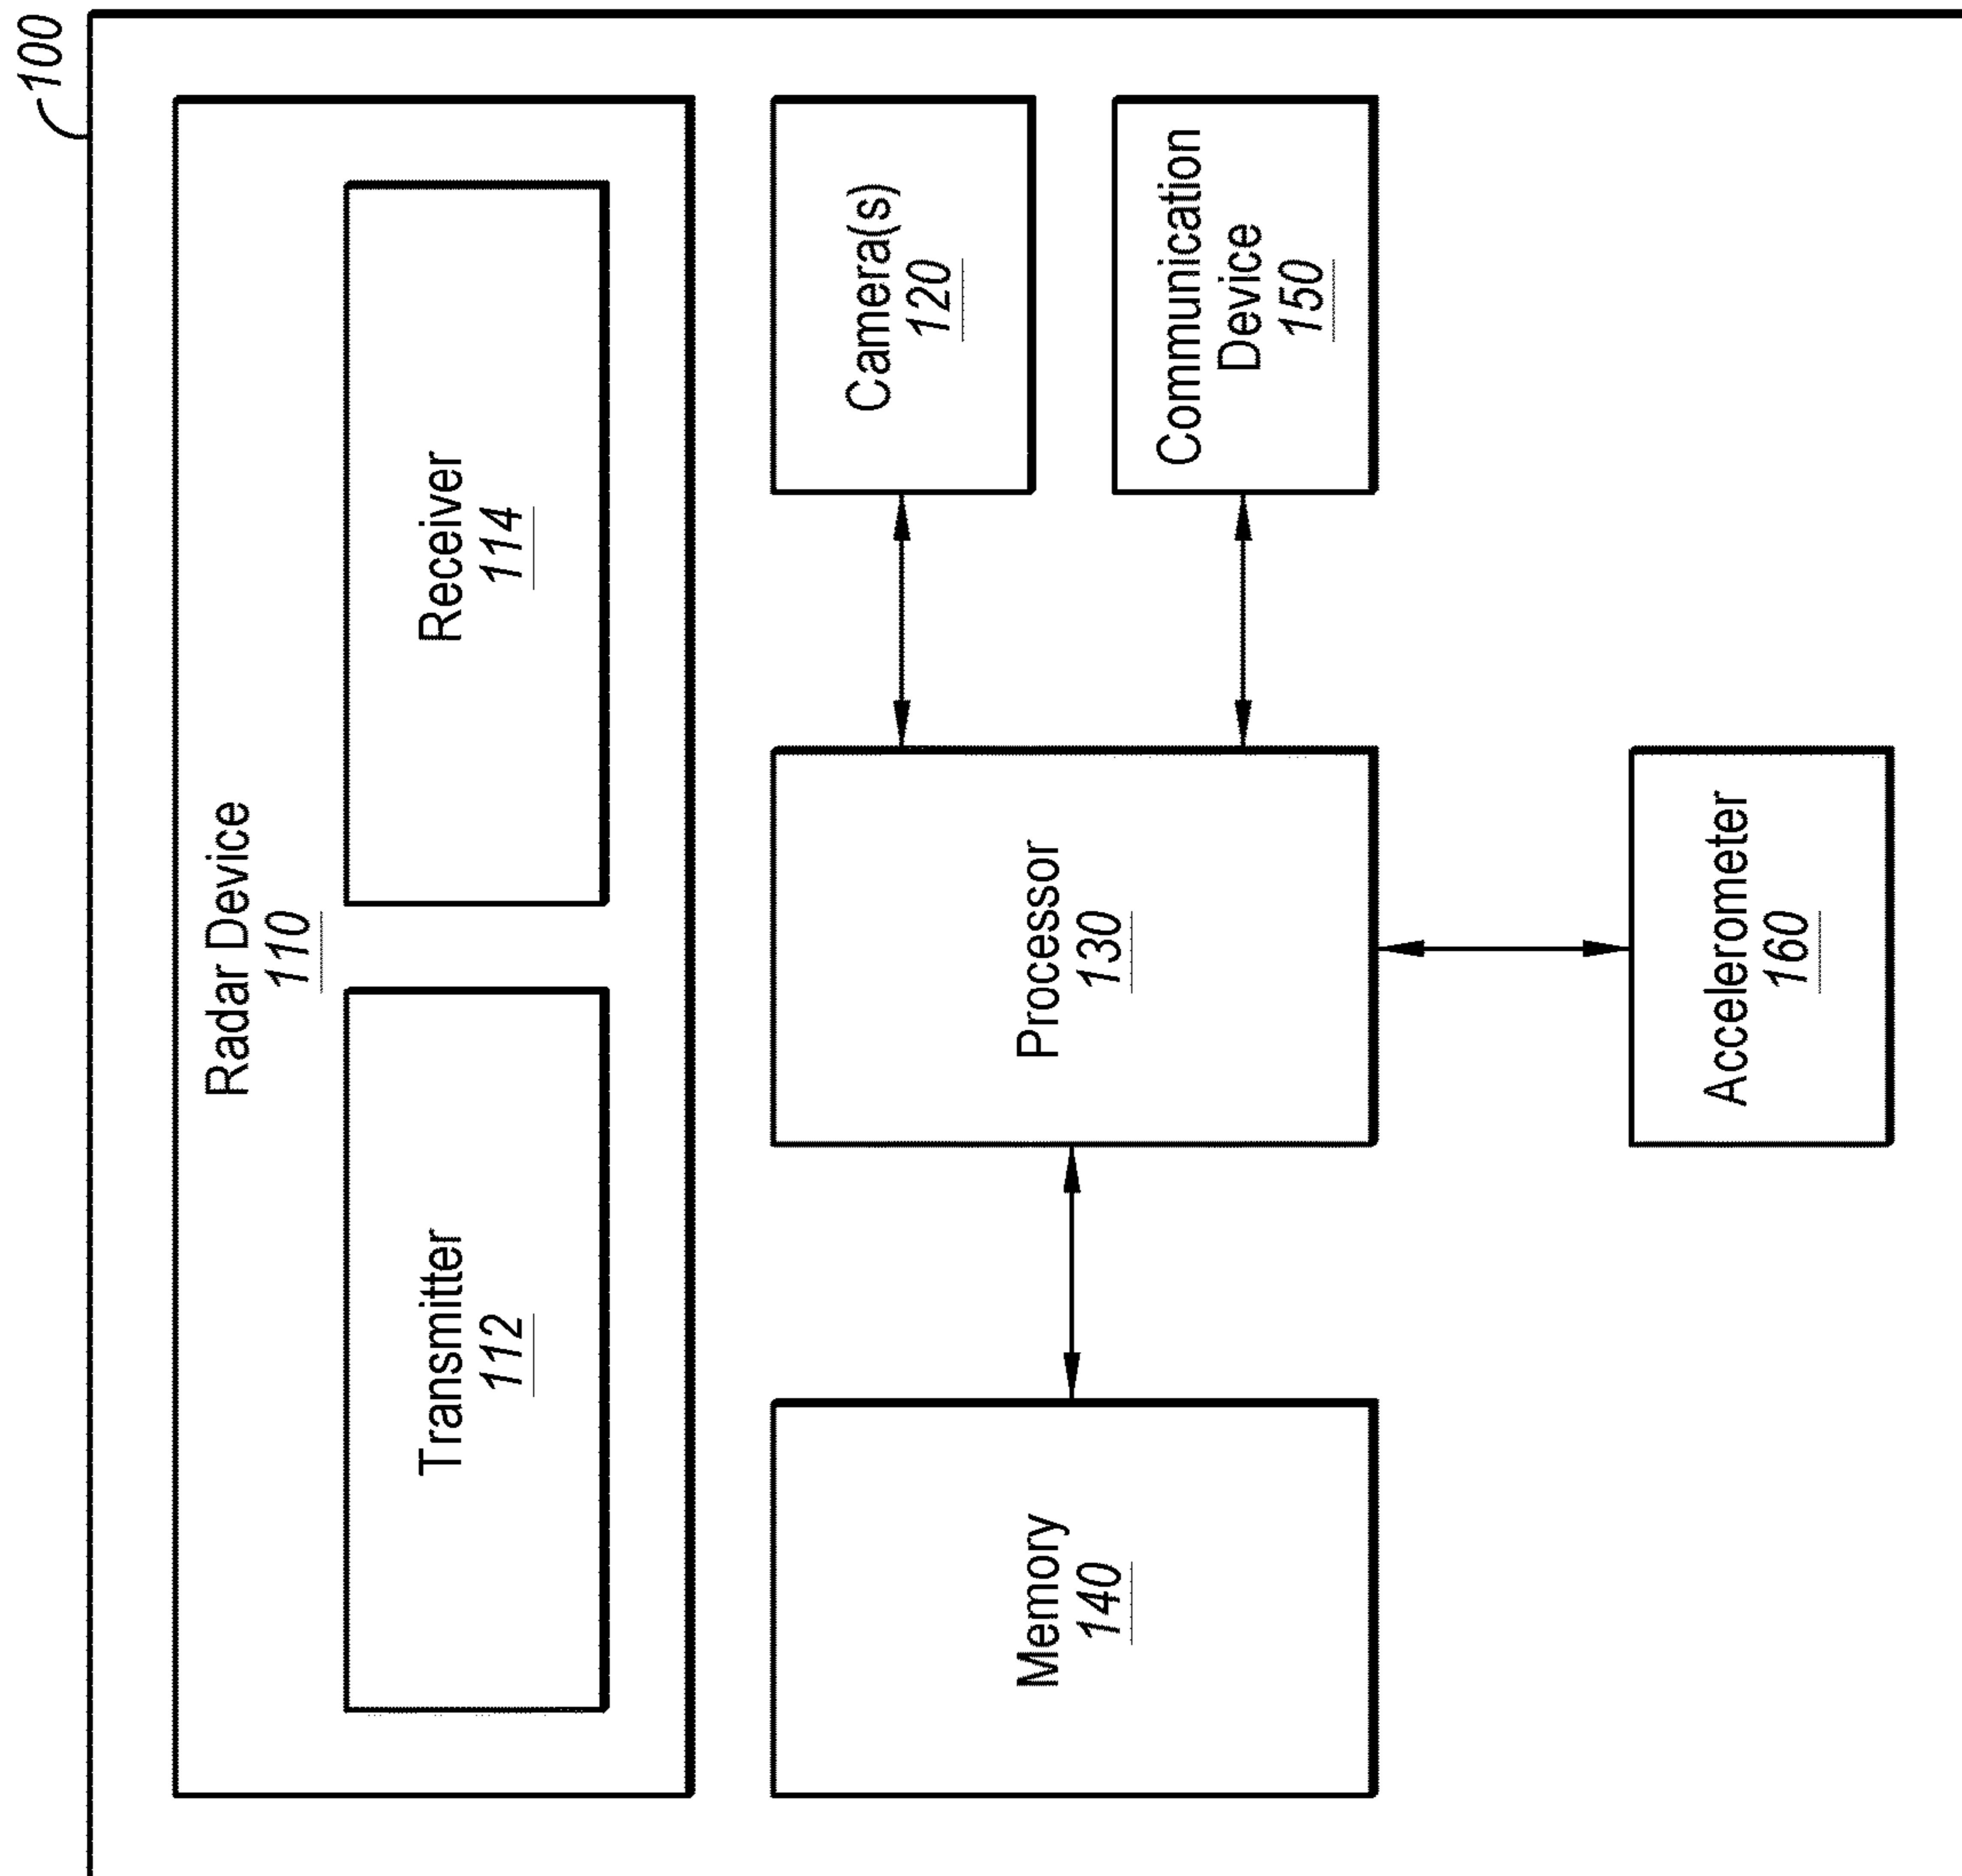 100
Radar Device
110
Transmitter
112
Receiver
114
Memory
140
Processor
130
Camera(s)
120
Communication
Device
150
Accelerometer
160